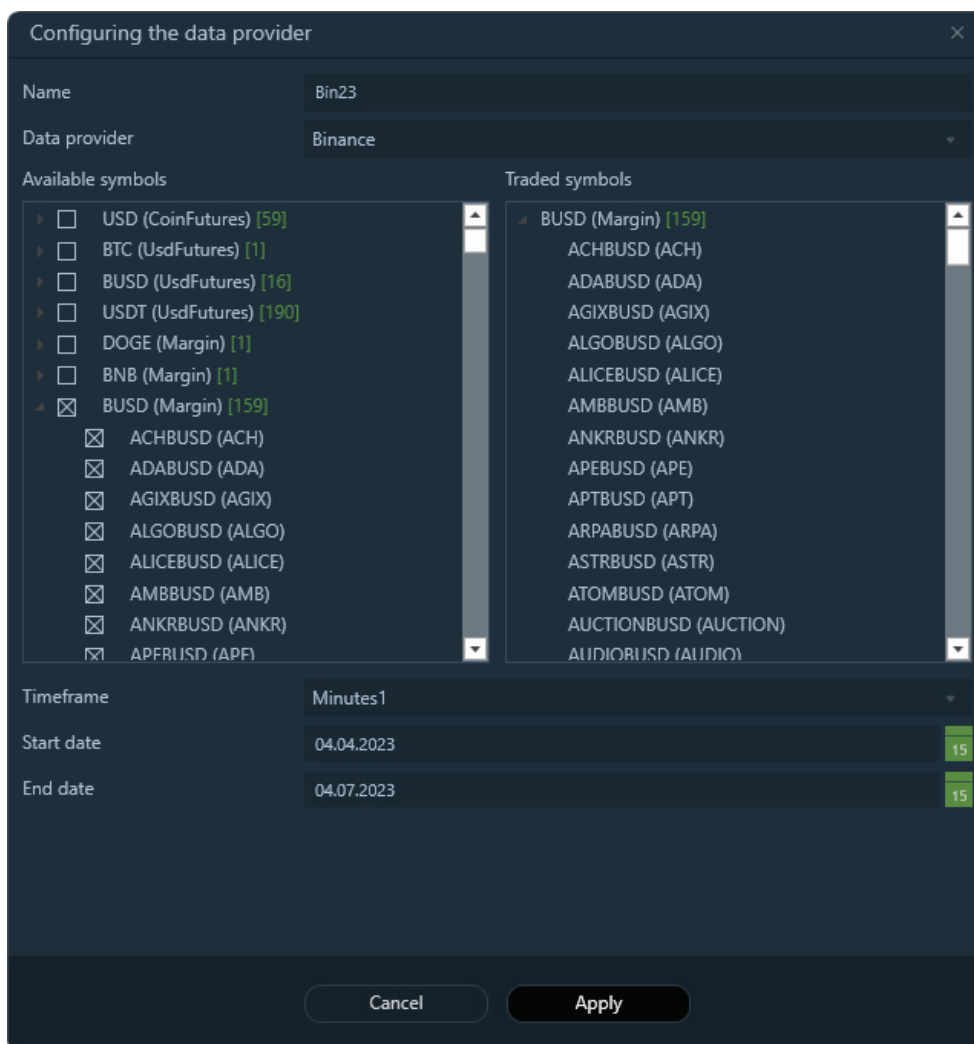 Configuring the data provider
Name
Bin23
Data provider
Binance
Available symbols
USD (CoinFutures) [59]
BTC (UsdFutures) [1]
BUSD (UsdFutures) [16]
USDT (UsdFutures) [190]
DOGE (Margin) [1]
BNB (Margin) [1]
BUSD (Margin) [159]
ACHBUSD (ACH)
ADABUSD (ADA)
AGIXBUSD (AGIX)
ALGOBUSD (ALGO)
ALICEBUSD (ALICE)
AMBBUSD (AMB)
ANKRBUSD (ANKR)
APEBUSD (APE)
Traded symbols
BUSD (Margin) [159]
ACHBUSD (ACH)
ADABUSD (ADA)
AGIXBUSD (AGIX)
ALGOBUSD (ALGO)
ALICEBUSD (ALICE)
AMBBUSD (AMB)
ANKRBUSD (ANKR)
APEBUSD (APE)
APTBUSD (APT)
ARPABUSD (ARPA)
ASTRBUSD (ASTR)
ATOMBUSD (ATOM)
AUCTIONBUSD (AUCTION)
AUDIOBUSD (AUDIO)
Timeframe
Minutes1
Start date
04.04.2023
15
End date
04.07.2023
15
Cancel
Apply